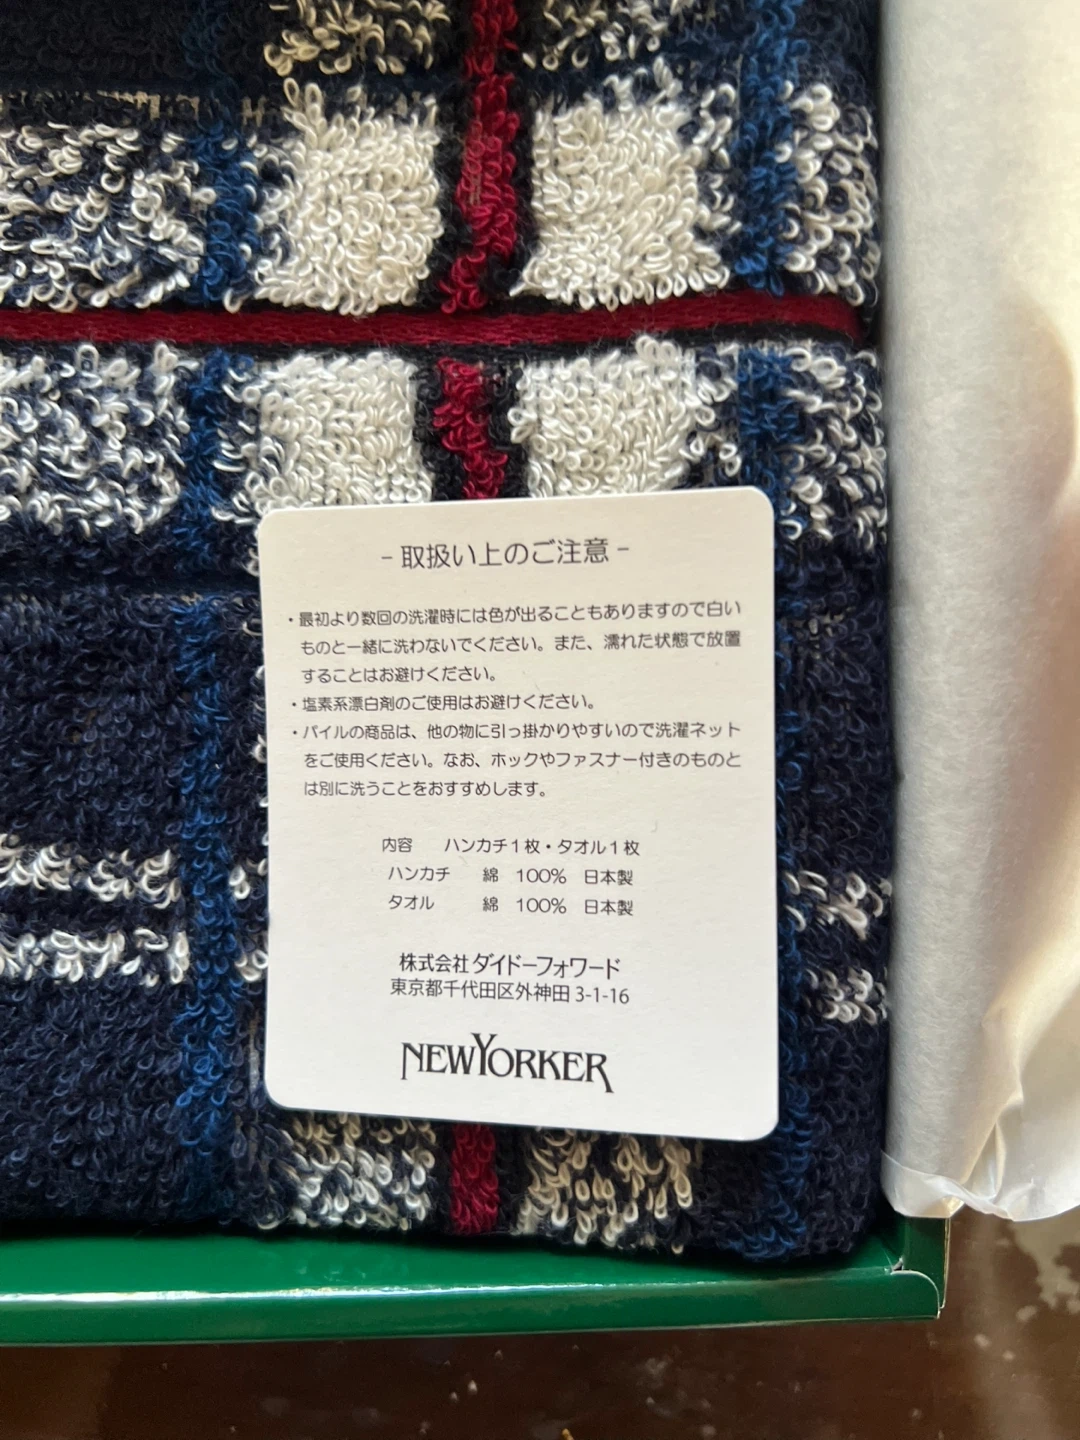 - 取扱い上のご注意 -
・最初より数回の洗濯時には色が出ることもありますので白い
ものと一緒に洗わないでください。また、濡れた状態で放置
することはお避けください。
・塩素系漂白剤のご使用はお避けください。
・パイルの商品は、他の物に引っ掛かりやすいので洗濯ネット
をご使用ください。なお、ホックやファスナー付きのものと
は別に洗うことをおすすめします。
内容 ハンカチ1枚・タオル1枚
ハンカチ 綿 100% 日本製
タオル 綿 100% 日本製
株式会社ダイドーフォワード
東京都千代田区外神田 3-1-16
NEWYORKER